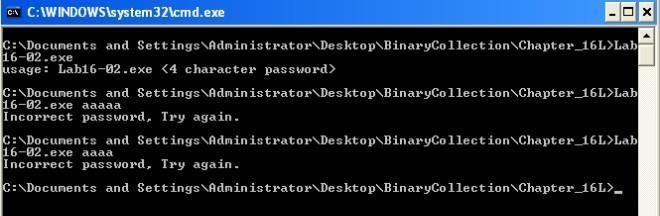 C:\WINDOWS\system32\cmd.exe
C:\Documents and Settings\Administrator\Desktop\BinaryCollection\Chapter_16L>Lab
16-02.exe
usage: Lab16-02.exe <4 character password>
C:\Documents and Settings\Administrator\Desktop\BinaryCollection\Chapter_16L>Lab
16-02.exe aaaaa
Incorrect password, Try again.
C:\Documents and Settings\Administrator\Desktop\BinaryCollection\Chapter_16L>Lab
16-02.exe aaaa
Incorrect password, Try again.
C:\Documents and Settings\Administrator\Desktop\BinaryCollection\Chapter_16L>_